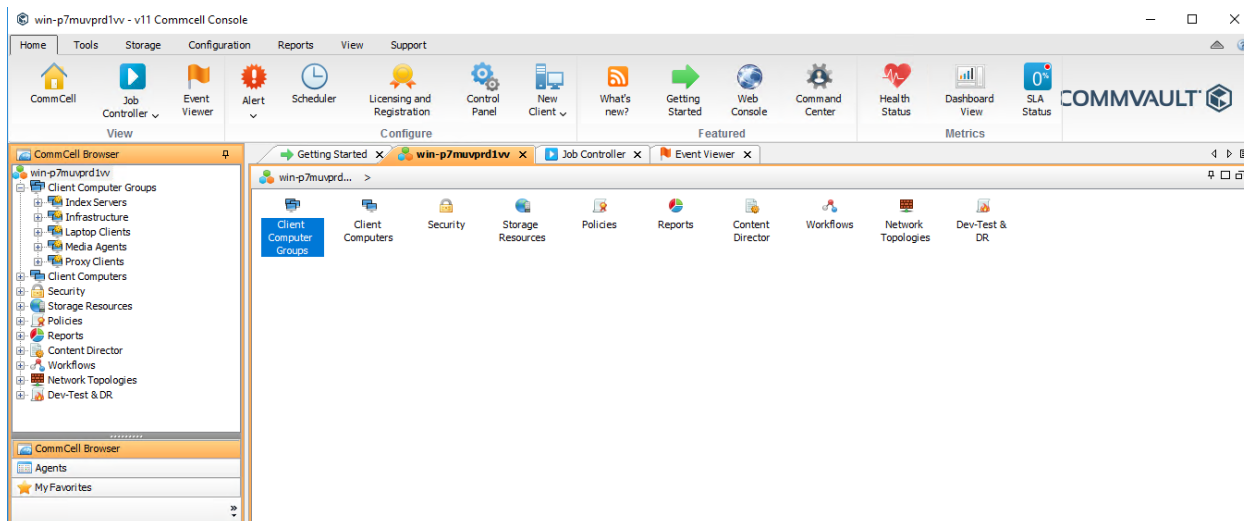 win-p7muvprd1vv - v11 Commcell Console
Home Tools Storage Configuration Reports View Support
CommCell
Job Controller
Event Viewer
View
Alert
Scheduler
Licensing and Registration
Control Panel
New Client
Configure
What's new?
Getting Started
Web Console
Command Center
Featured
Health Status
Dashboard View
0%
SLA Status
Metrics
COMMVAULT
CommCell Browser
win-p7muvprd1vv
Client Computer Groups
Index Servers
Infrastructure
Laptop Clients
Media Agents
Proxy Clients
Client Computers
Security
Storage Resources
Policies
Reports
Content Director
Workflows
Network Topologies
Dev-Test & DR
CommCell Browser
Agents
My Favorites
Getting Started
win-p7muvprd1vv
Job Controller
Event Viewer
win-p7muvprd... >
Client Computer Groups
Client Computers
Security
Storage Resources
Policies
Reports
Content Director
Workflows
Network Topologies
Dev-Test & DR